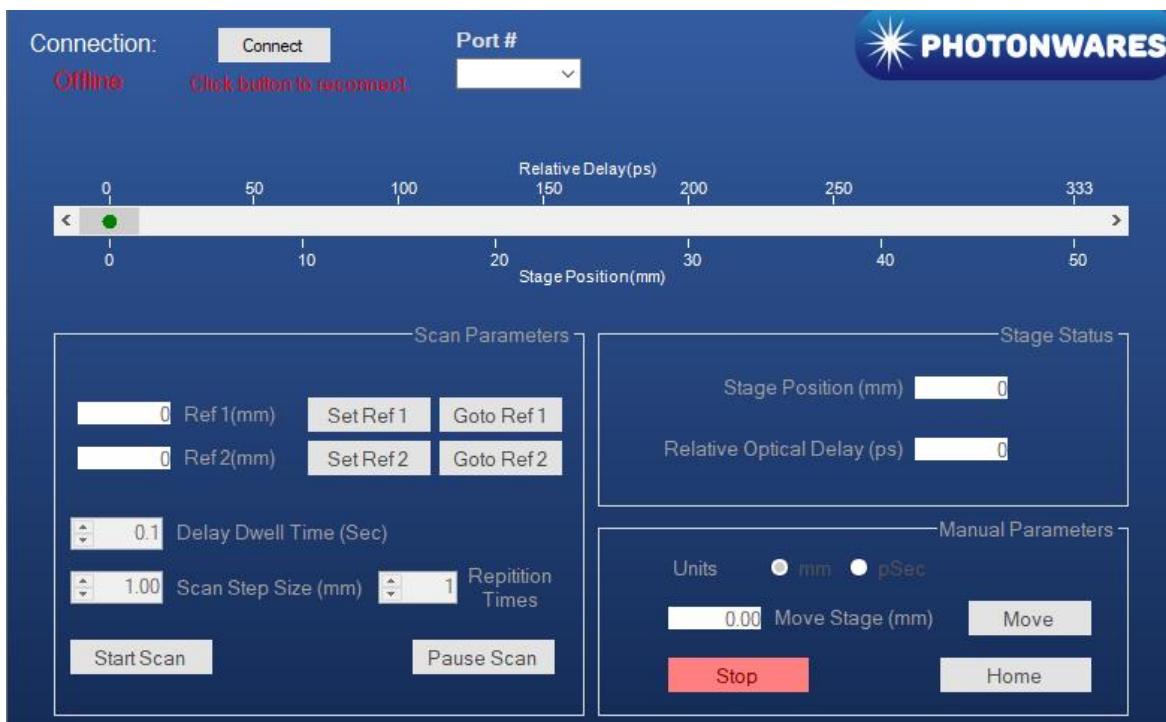 Connection:
Connect
Port #
PHOTONWARES
Offline
Click button to reconnect.
Relative Delay(ps)
0 50 100 150 200 250 333
0 10 20 30 40 50
Stage Position(mm)
Scan Parameters
0 Ref 1(mm) Set Ref 1 Goto Ref 1
0 Ref 2(mm) Set Ref 2 Goto Ref 2
0.1 Delay Dwell Time (Sec)
1.00 Scan Step Size (mm) 1 Repitition
Times
Start Scan Pause Scan
Stage Status
Stage Position (mm) 0
Relative Optical Delay (ps) 0
Manual Parameters
Units mm pSec
0.00 Move Stage (mm) Move
Stop Home